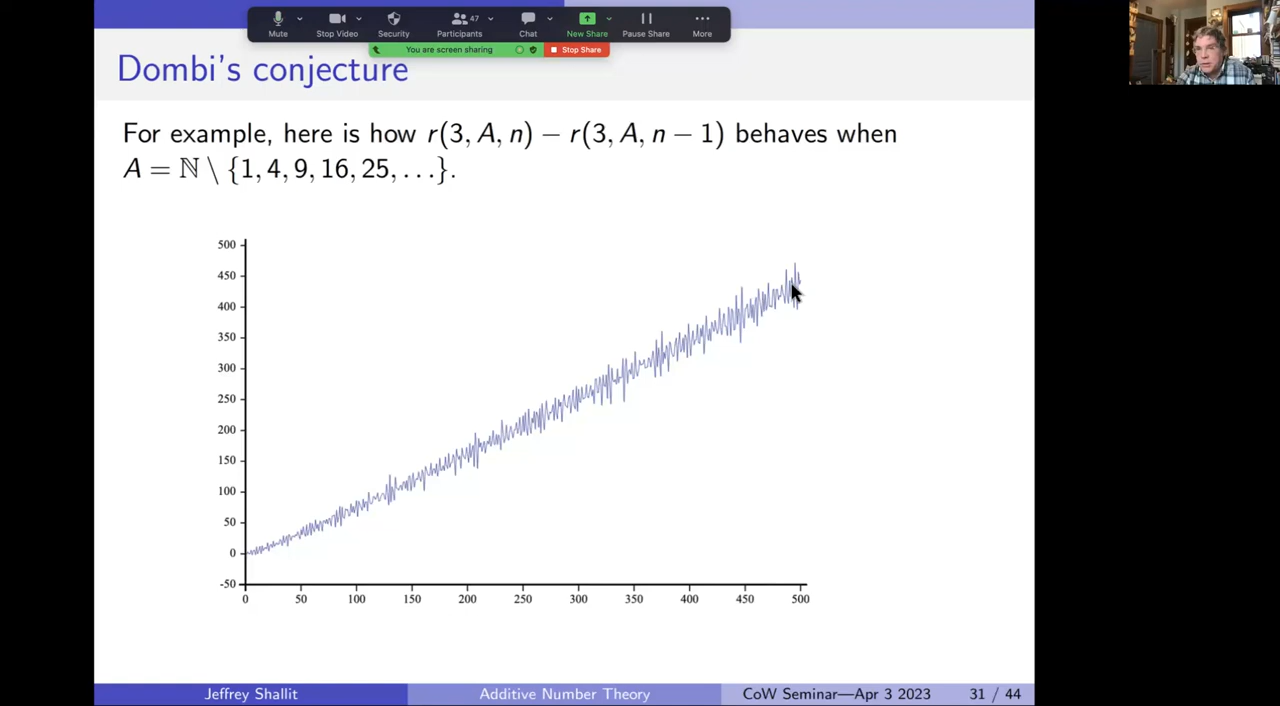 Mute
Stop Video
Security
Participants
47
Chat
New Share
Pause Share
More
You are screen sharing
Stop Share
Dombi's conjecture
For example, here is how r(3, A, n) − r(3, A, n − 1) behaves when
A = ℕ \ {1, 4, 9, 16, 25, . . .}.
500
450
400
350
300
250
200
150
100
50
0
-50
0 50 100 150 200 250 300 350 400 450 500
Jeffrey Shallit Additive Number Theory CoW Seminar—Apr 3 2023 31 / 44